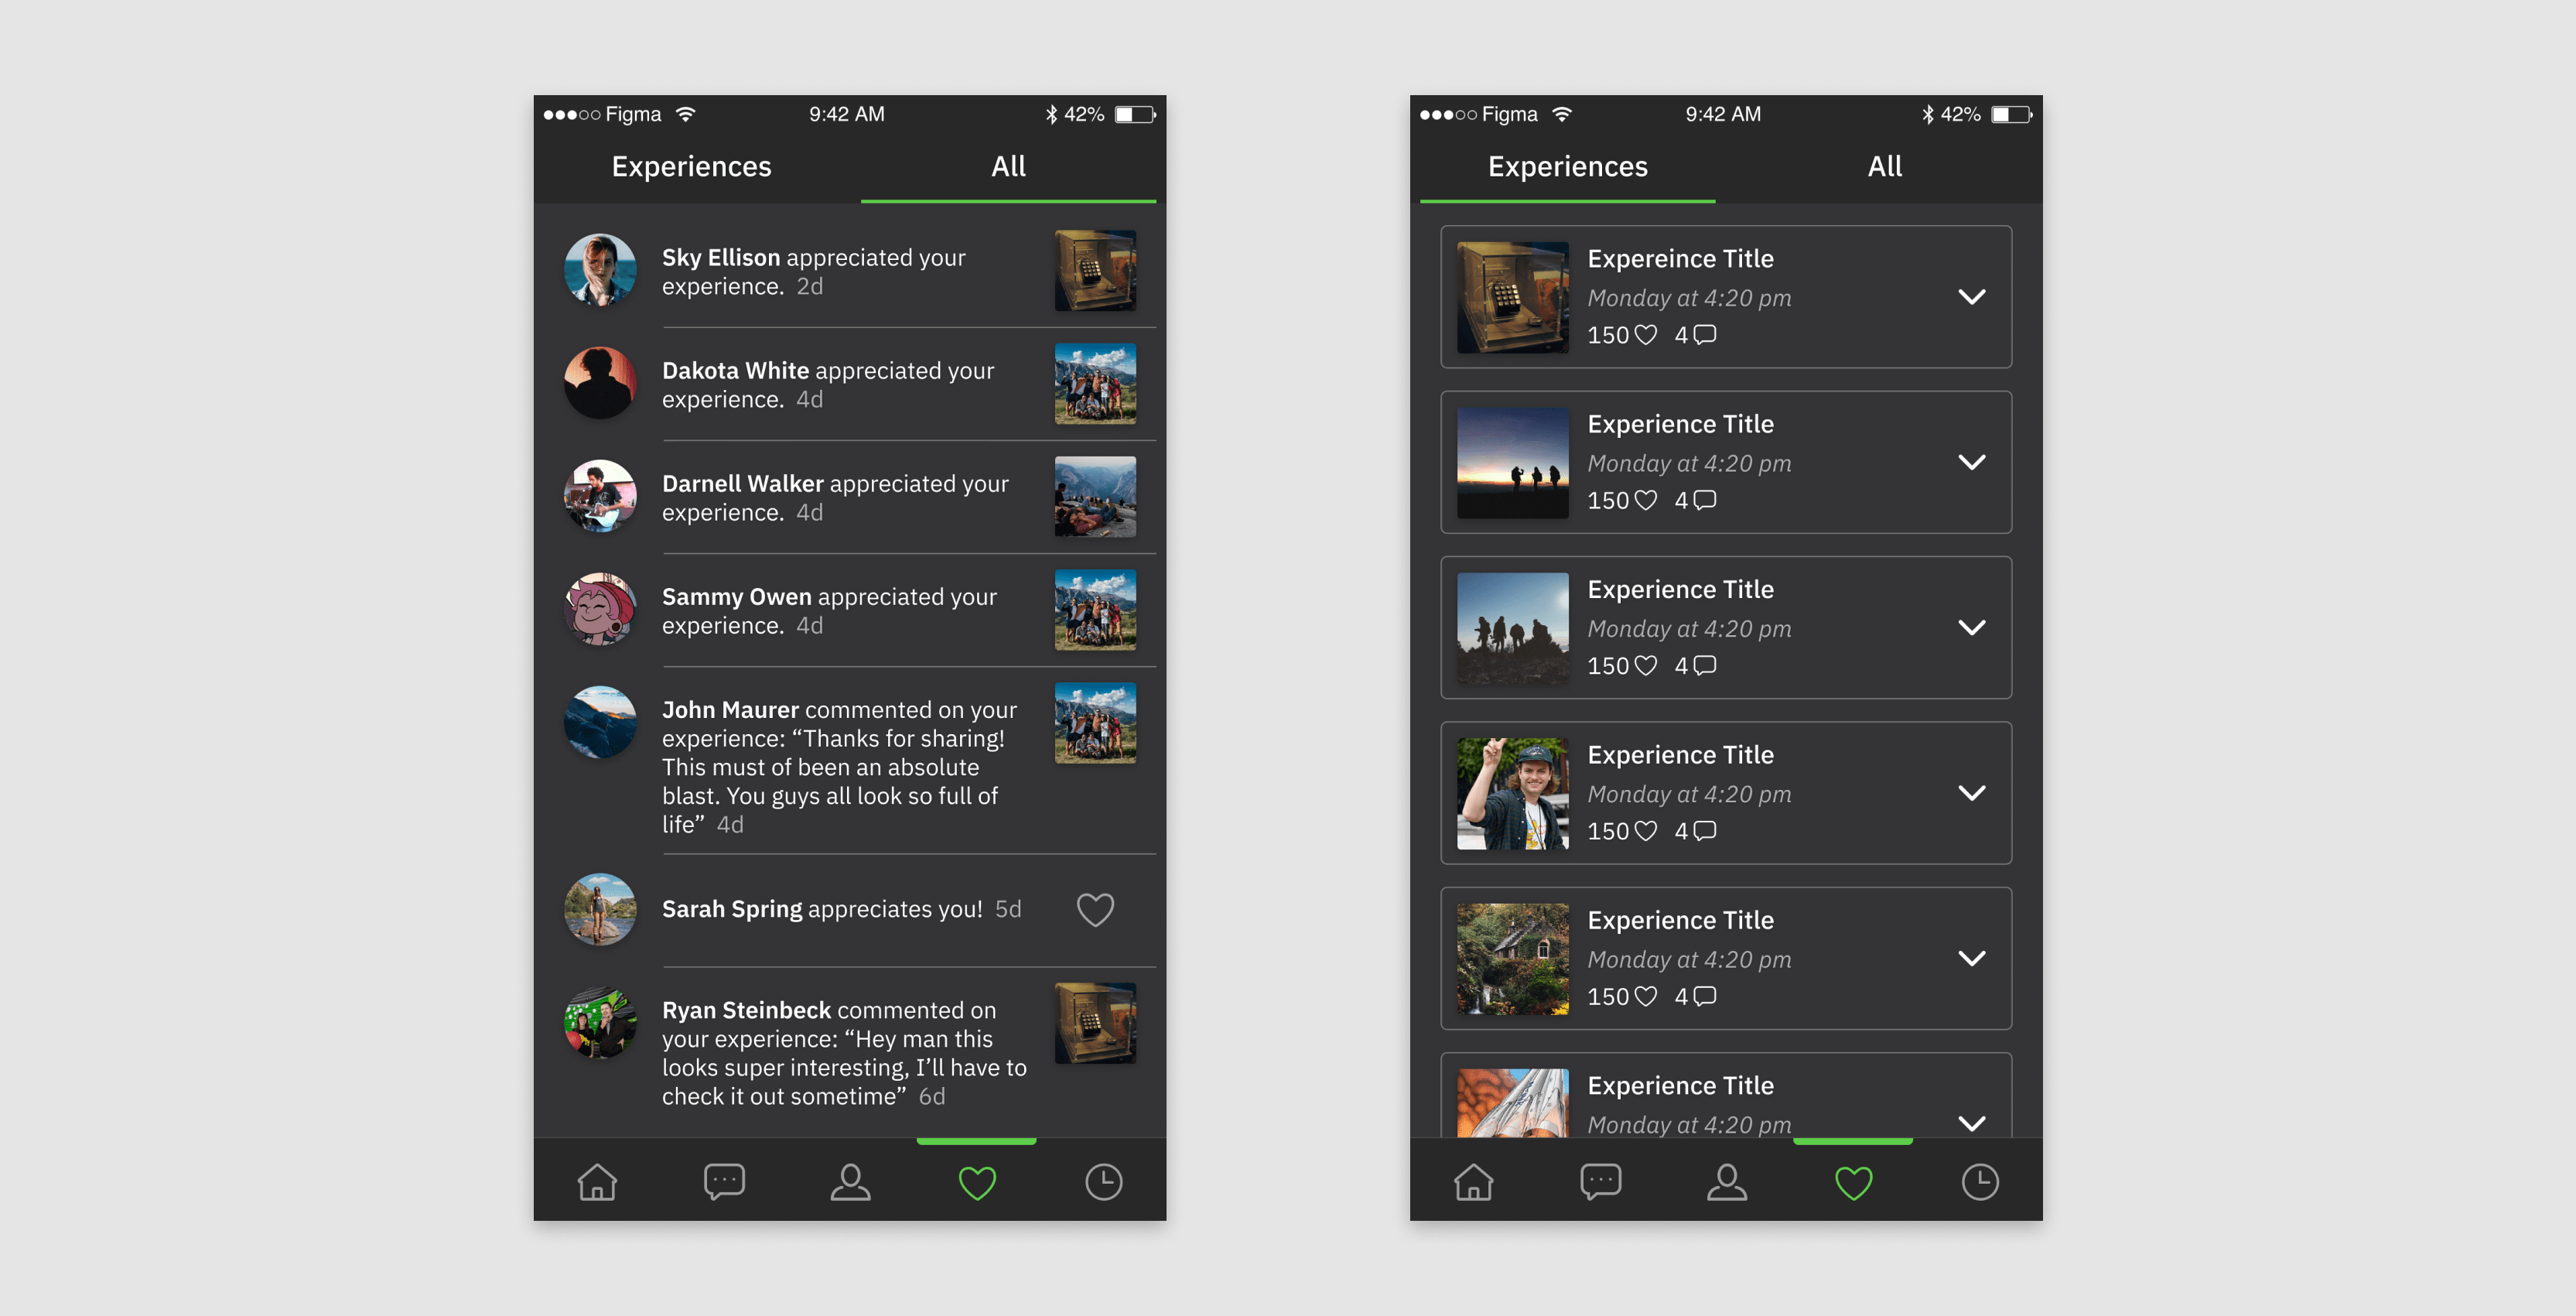 Figma 9:42 AM 42%
Experiences All
Sky Ellison appreciated your
experience. 2d
Dakota White appreciated your
experience. 4d
Darnell Walker appreciated your
experience. 4d
Sammy Owen appreciated your
experience. 4d
John Maurer commented on your
experience: “Thanks for sharing!
This must of been an absolute
blast. You guys all look so full of
life” 4d
Sarah Spring appreciates you! 5d
Ryan Steinbeck commented on
your experience: “Hey man this
looks super interesting, I’ll have to
check it out sometime” 6d
Figma 9:42 AM 42%
Experiences All
Expereince Title
Monday at 4:20 pm
150 4
Experience Title
Monday at 4:20 pm
150 4
Experience Title
Monday at 4:20 pm
150 4
Experience Title
Monday at 4:20 pm
150 4
Experience Title
Monday at 4:20 pm
150 4
Experience Title
Monday at 4:20 pm